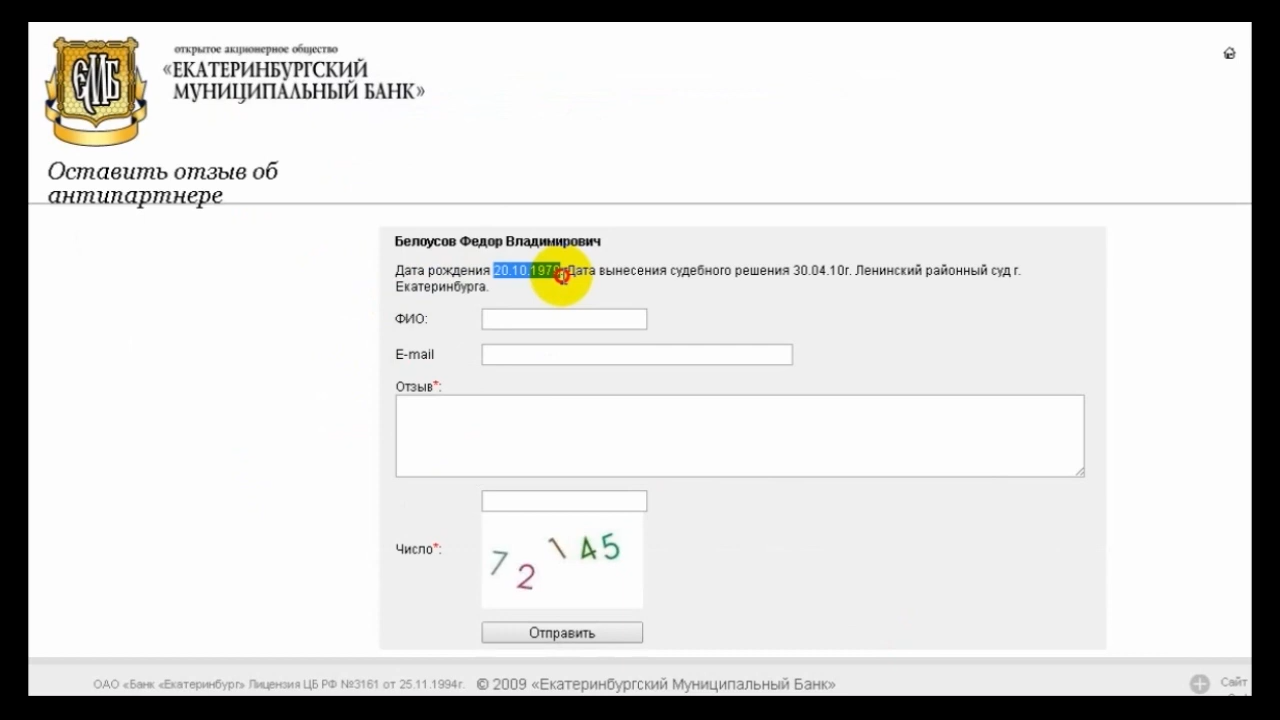 открытое акционерное общество
«ЕКАТЕРИНБУРГСКИЙ
МУНИЦИПАЛЬНЫЙ БАНК»
ЕМБ
Оставить отзыв об
антипартнере
Белоусов Федор Владимирович
Дата рождения 20.10.197 Дата вынесения судебного решения 30.04.10г. Ленинский районный суд г.
Екатеринбурга.
ФИО:
E-mail
Отзыв*:
Число*:
72145
Отправить
ОАО «Банк «Екатеринбург» Лицензия ЦБ РФ №3161 от 25.11.1994г.
© 2009 «Екатеринбургский Муниципальный Банк»
Сайт